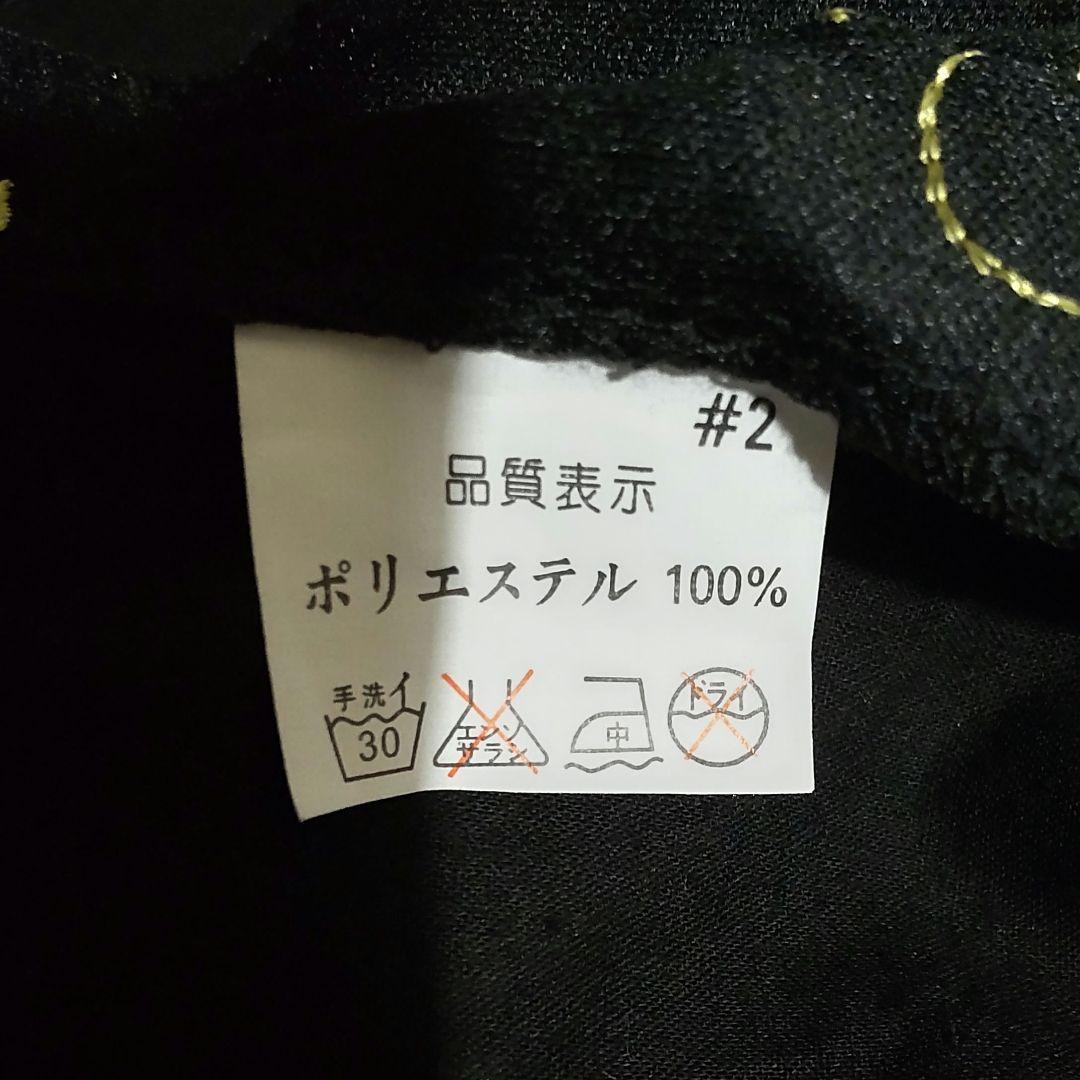 #2
品質表示
ポリエステル 100%
手洗イ
30
エンソ
サラシ
中
ドライ